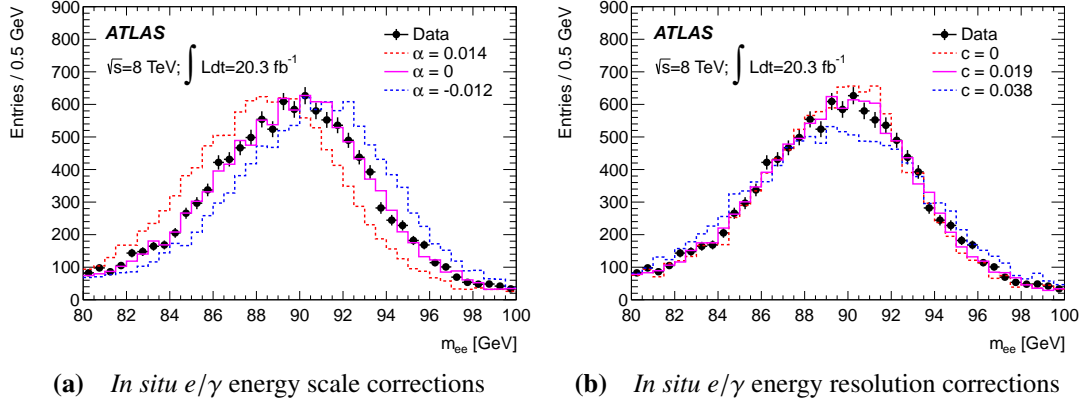 Entries / 0.5 GeV
900
800
700
600
500
400
300
200
100
0
ATLAS
√s=8 TeV; ∫ Ldt=20.3 fb⁻¹
Data
α = 0.014
α = 0
α = -0.012
80 82 84 86 88 90 92 94 96 98 100
m_ee [GeV]
(a) In situ e/γ energy scale corrections
Entries / 0.5 GeV
900
800
700
600
500
400
300
200
100
0
ATLAS
√s=8 TeV; ∫ Ldt=20.3 fb⁻¹
Data
c = 0
c = 0.019
c = 0.038
80 82 84 86 88 90 92 94 96 98 100
m_ee [GeV]
(b) In situ e/γ energy resolution corrections